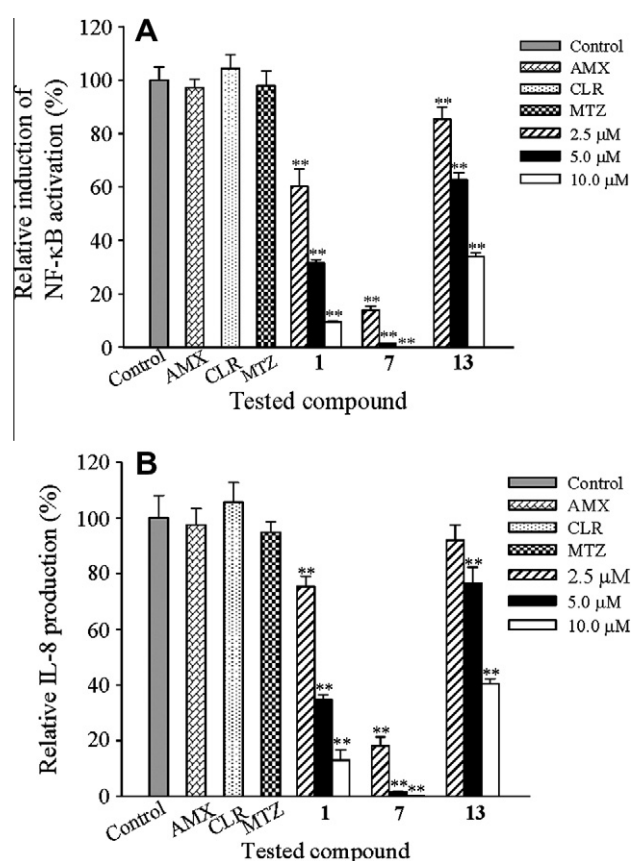 A
Relative induction of
NF-κB activation (%)
120
100
80
60
40
20
0
Control
AMX
CLR
MTZ
2.5 μM
5.0 μM
10.0 μM
**
**
**
**
**
**
**
**
**
Control
AMX
CLR
MTZ
1
7
13
Tested compound
B
Relative IL-8 production (%)
120
100
80
60
40
20
0
Control
AMX
CLR
MTZ
2.5 μM
5.0 μM
10.0 μM
**
**
**
**
**
**
**
**
Control
AMX
CLR
MTZ
1
7
13
Tested compound